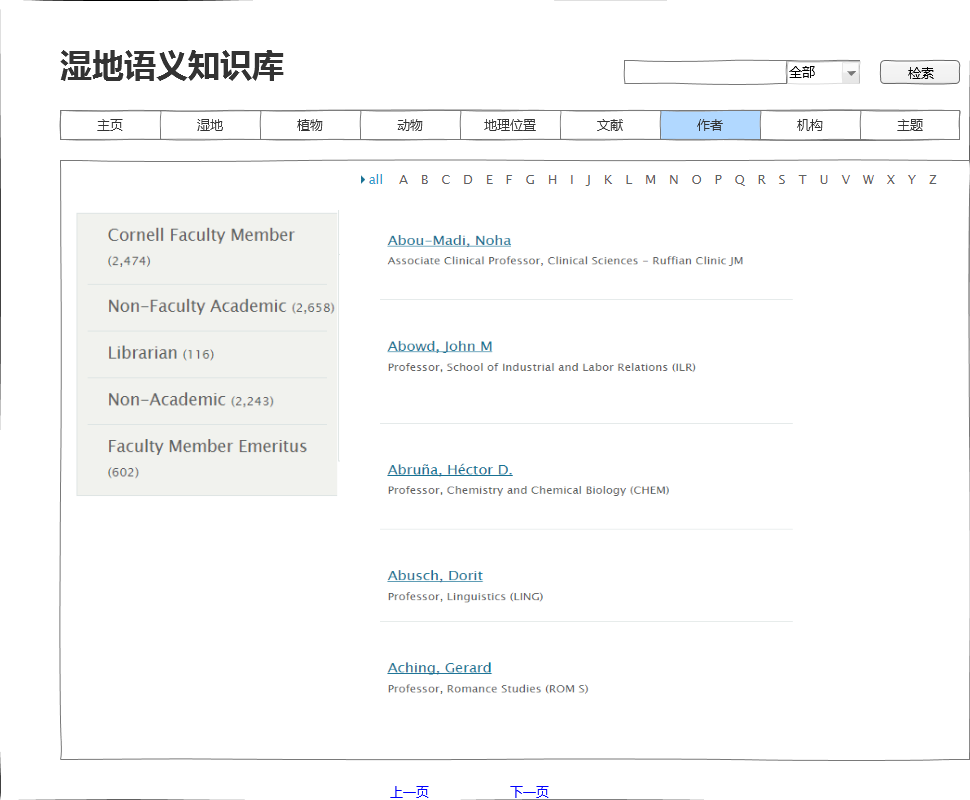 湿地语义知识库
全部 检索
主页 湿地 植物 动物 地理位置 文献 作者 机构 主题
all A B C D E F G H I J K L M N O P Q R S T U V W X Y Z
Cornell Faculty Member
(2,474)
Non-Faculty Academic (2,658)
Librarian (116)
Non-Academic (2,243)
Faculty Member Emeritus
(602)
Abou-Madi, Noha
Associate Clinical Professor, Clinical Sciences - Ruffian Clinic JM
Abowd, John M
Professor, School of Industrial and Labor Relations (ILR)
Abruña, Héctor D.
Professor, Chemistry and Chemical Biology (CHEM)
Abusch, Dorit
Professor, Linguistics (LING)
Aching, Gerard
Professor, Romance Studies (ROM S)
上一页 下一页